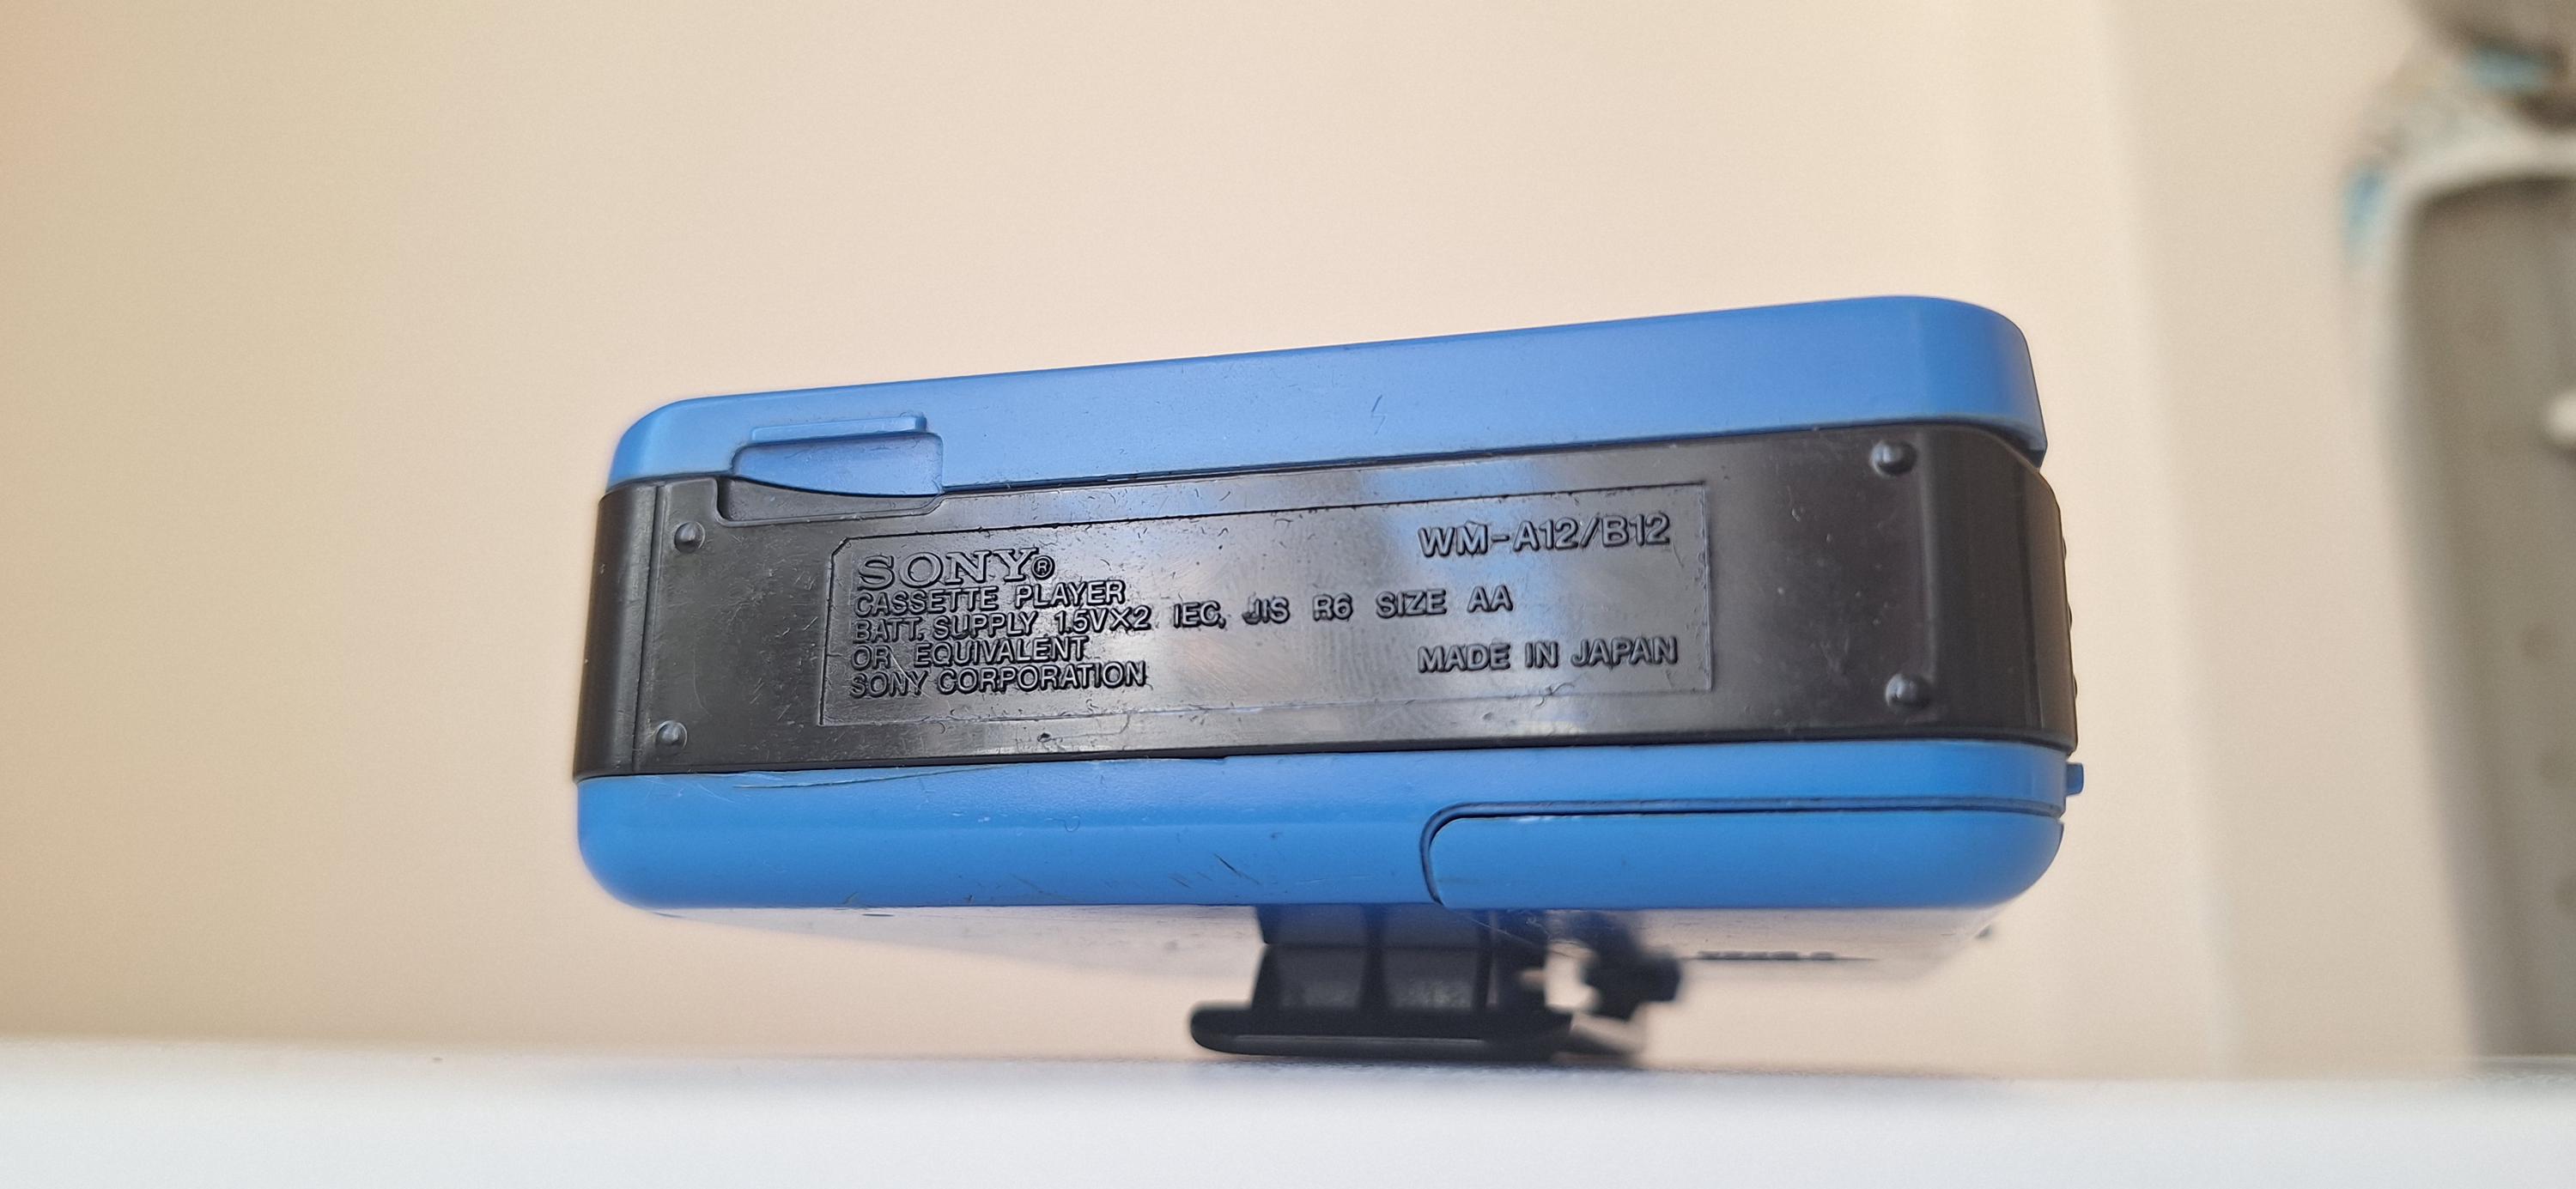 SONY®
WM-A12/B12
CASSETTE PLAYER
BATT. SUPPLY 1.5V×2 IEC, JIS R6 SIZE AA
OR EQUIVALENT
SONY CORPORATION
MADE IN JAPAN